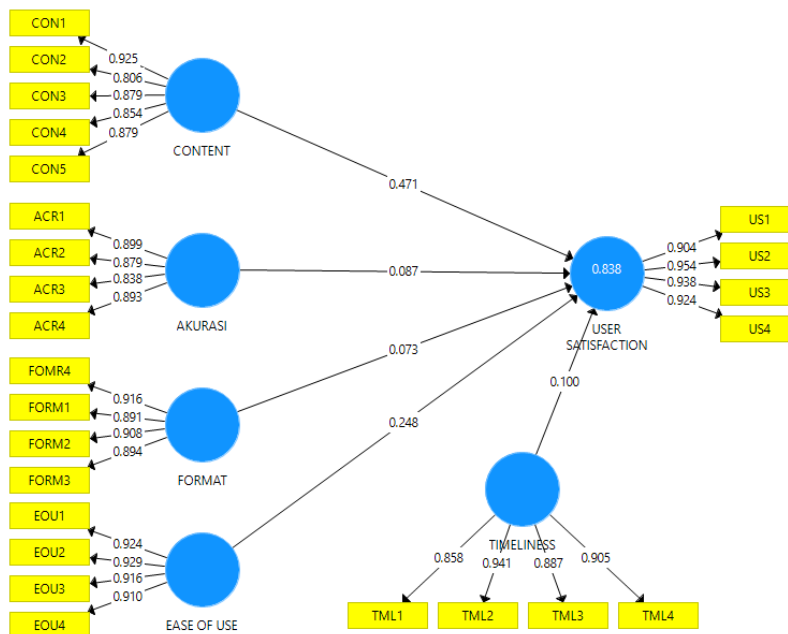 CON1
CON2
CON3
CON4
CON5
0.925
0.806
0.879
0.854
0.879
CONTENT
0.471
ACR1
ACR2
ACR3
ACR4
0.899
0.879
0.838
0.893
AKURASI
0.087
FOMR4
FORM1
FORM2
FORM3
0.916
0.891
0.908
0.894
FORMAT
0.073
EOU1
EOU2
EOU3
EOU4
0.924
0.929
0.916
0.910
EASE OF USE
0.248
0.838
USER
SATISFACTION
0.904
0.954
0.938
0.924
US1
US2
US3
US4
0.100
TIMELINESS
0.858
0.941
0.887
0.905
TML1
TML2
TML3
TML4